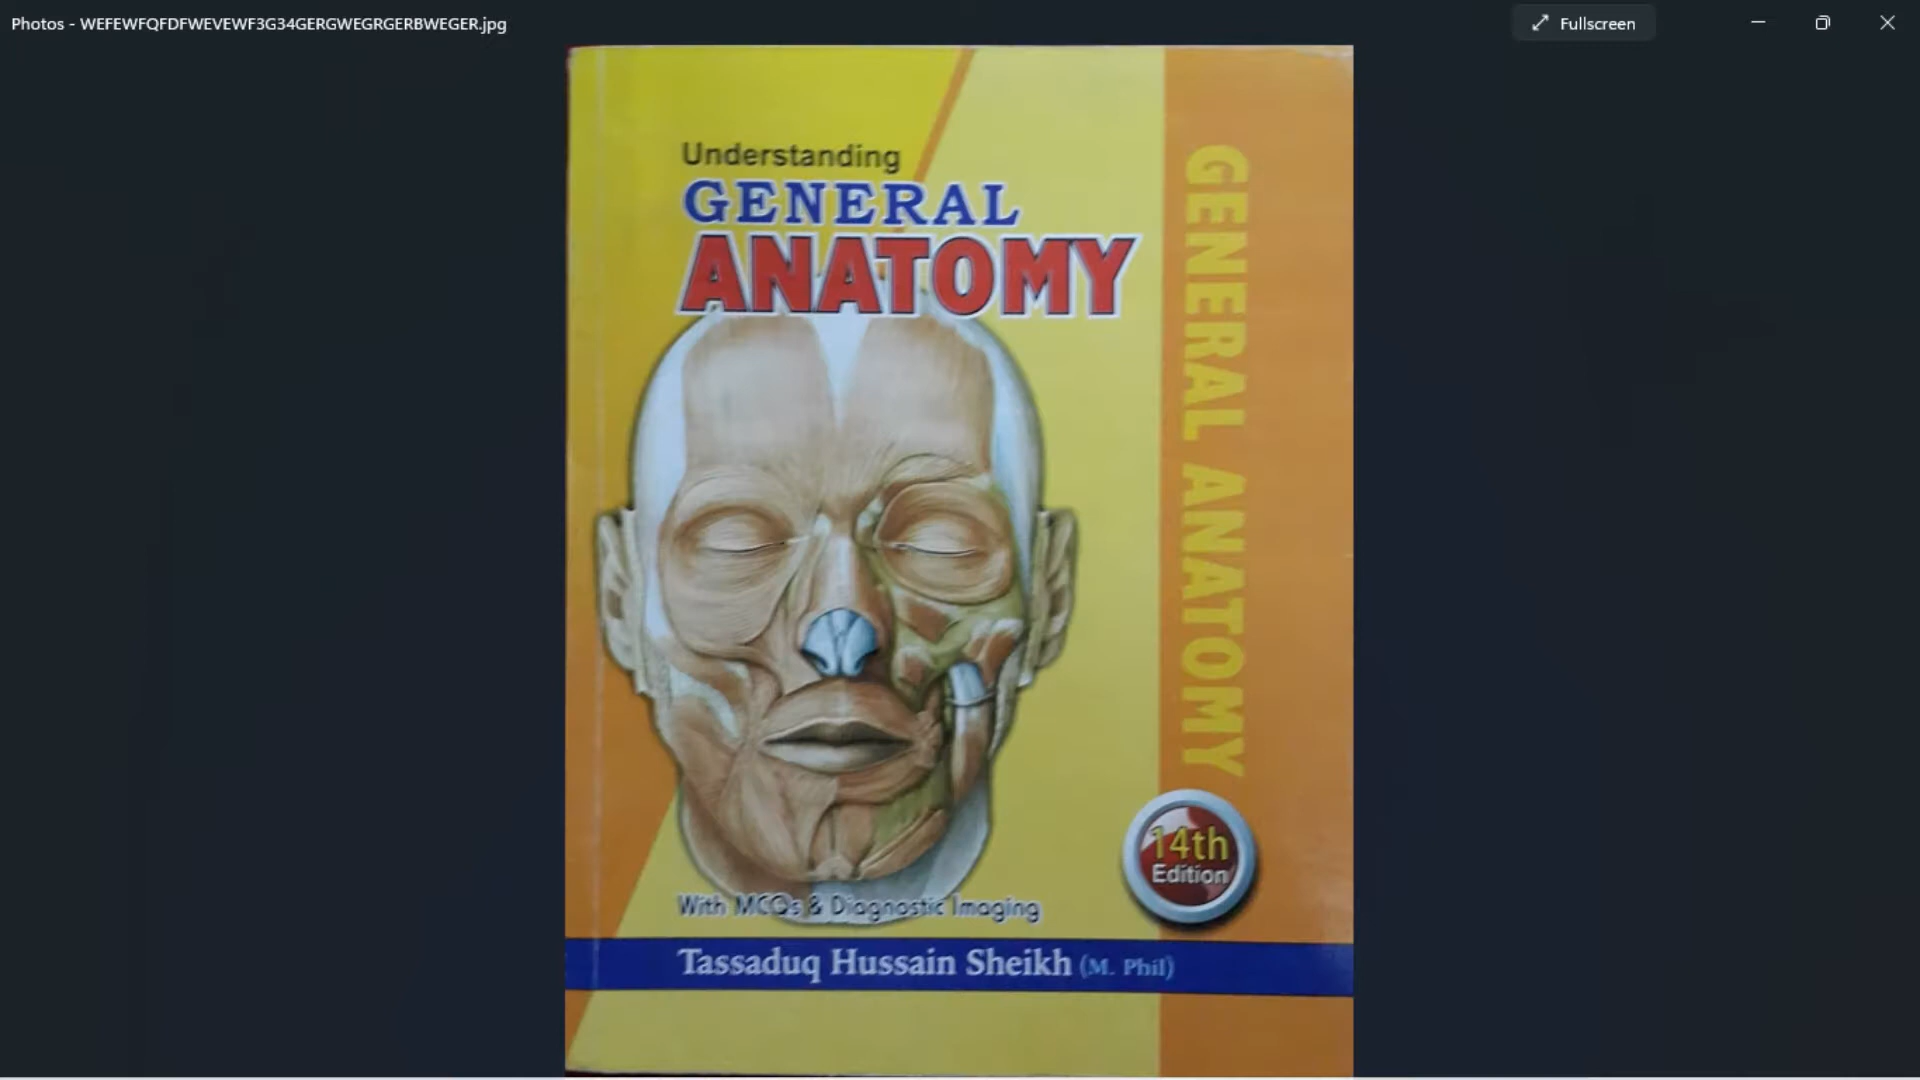 Photos - WEFEWFQFDFWEVEWF3G34GERGWEGRGERBWEGER.jpg
Fullscreen
Understanding
GENERAL
ANATOMY
GENERAL ANATOMY
14th
Edition
With MCQs & Diagnostic Imaging
Tassaduq Hussain Sheikh (M. Phil)